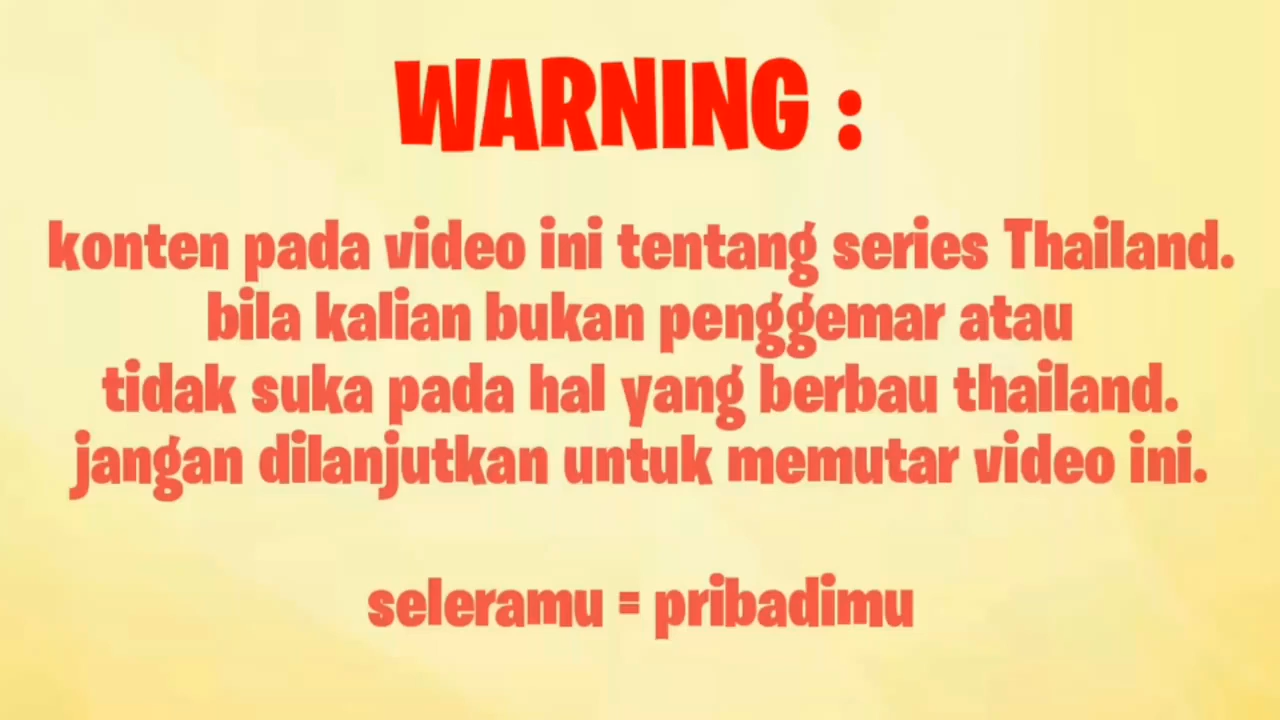 WARNING :
konten pada video ini tentang series Thailand.
bila kalian bukan penggemar atau
tidak suka pada hal yang berbau thailand.
jangan dilanjutkan untuk memutar video ini.
seleramu = pribadimu